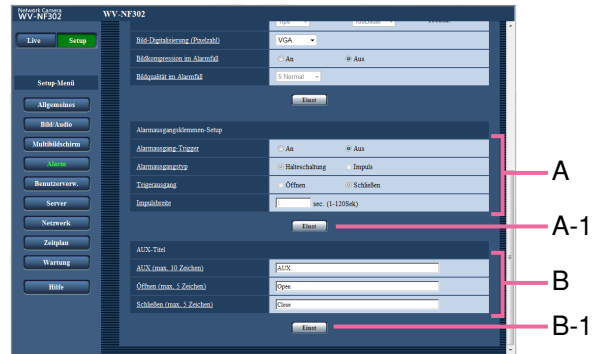 Network Camera
WV-NF302 WV-NF302
Live Setup
Bild-Digitalisierung (Pixelzahl) VGA
Bildkompression im Alarmfall An Aus
Bildqualität im Alarmfall 5 Normal
Einst
Setup-Menü
Allgemeines
Bild/Audio
Multibildschirm
Alarm
Benutzerverw.
Server
Netzwerk
Zeitplan
Wartung
Hilfe
Alarmausgangsklemmen-Setup
Alarmausgang-Trigger An Aus
Alarmausgangstyp Halteschaltung Impuls
Trigerausgang Öffnen Schließen
Impulsbreite 1 sec. (1-120Sek)
Einst
AUX-Titel
AUX (max. 10 Zeichen) AUX
Öffnen (max. 5 Zeichen) Open
Schließen (max. 5 Zeichen) Close
Einst
A
A-1
B
B-1